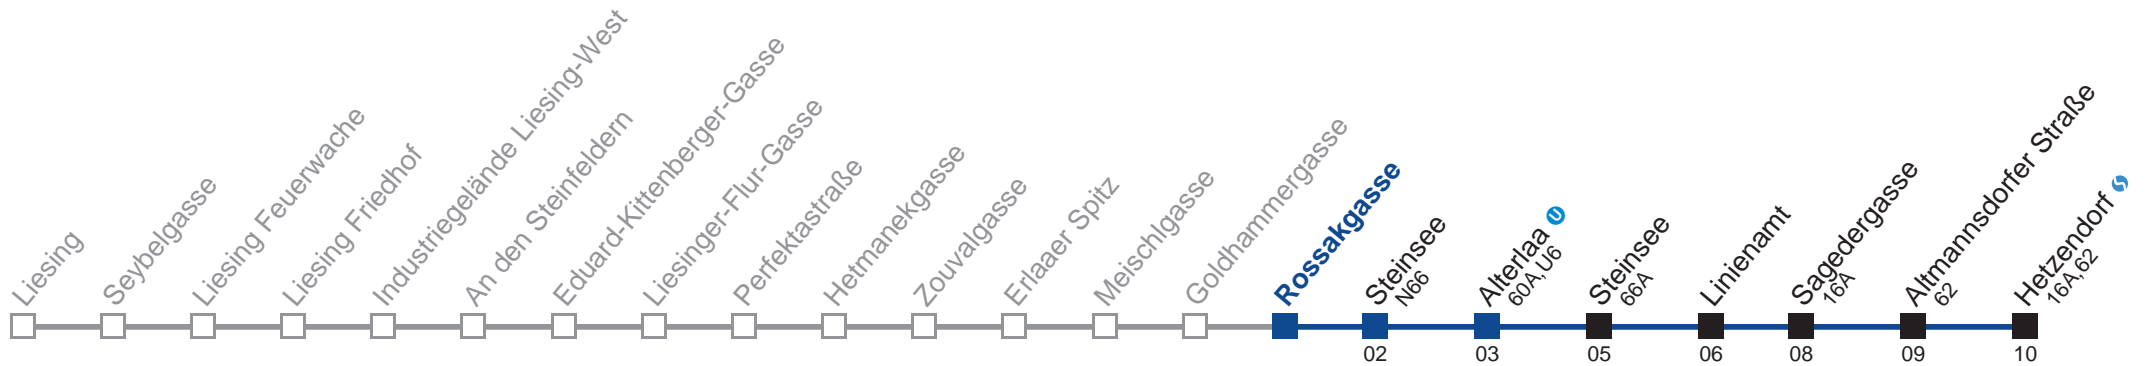 Liesing
Seybelgasse
Liesing Feuerwache
Liesing Friedhof
Industriegelände Liesing-West
An den Steinfeldern
Eduard-Kittenberger-Gasse
Liesinger-Flur-Gasse
Perfektastraße
Hetmanekgasse
Zouvalgasse
Erlaaer Spitz
Meischlgasse
Goldhammergasse
Rossakgasse
Steinsee
N66
02
Alterlaa U
60A,U6
03
Steinsee
66A
05
Linienamt
06
Sagedergasse
16A
08
Altmannsdorfer Straße
62
09
Hetzendorf S
16A,62
10